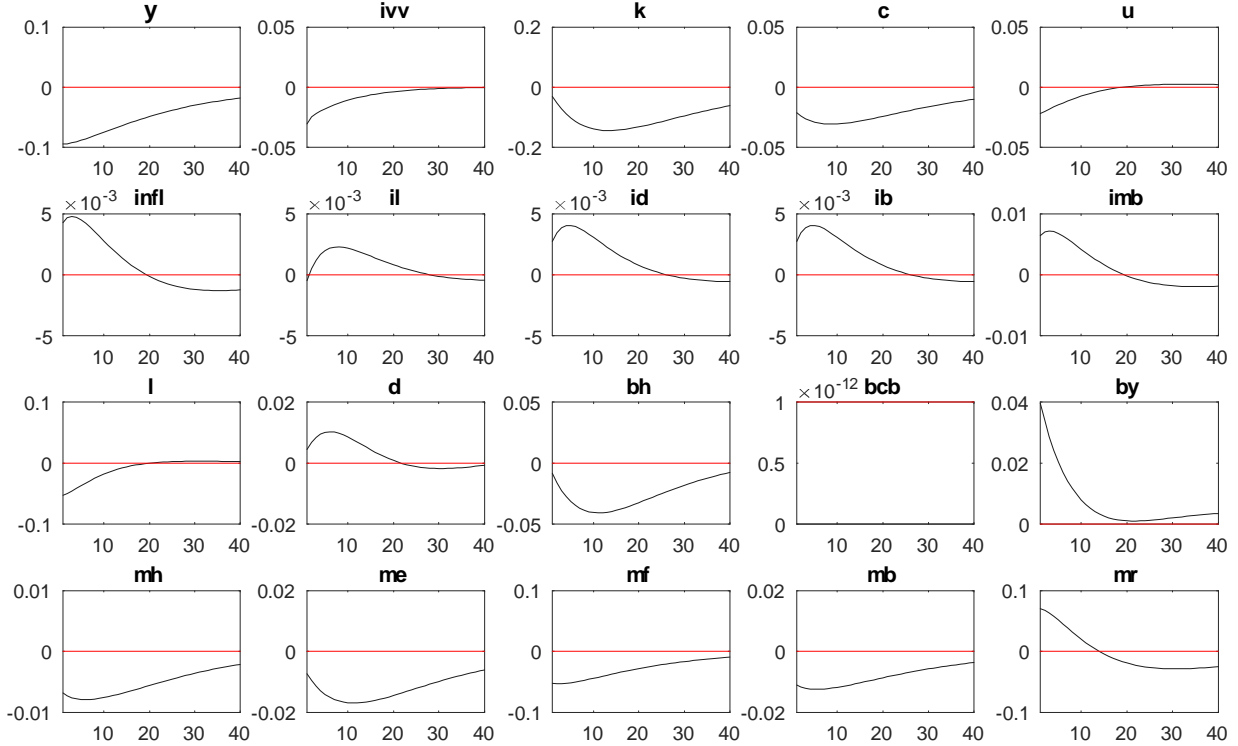 y ivv k c u
0.1 0.05 0.2 0.05 0.05
0 0 0 0 0
-0.1 -0.05 -0.2 -0.05 -0.05
10 20 30 40 10 20 30 40 10 20 30 40 10 20 30 40 10 20 30 40
infl il id ib imb
5 ×10-3 5 ×10-3 5 ×10-3 5 ×10-3 0.01
0 0 0 0 0
-5 -5 -5 -5 -0.01
10 20 30 40 10 20 30 40 10 20 30 40 10 20 30 40 10 20 30 40
l d bh bcb by
0.1 0.02 0.05 1 ×10-12 0.04
0 0 0 0.5 0.02
-0.1 -0.02 -0.05 0 0
10 20 30 40 10 20 30 40 10 20 30 40 10 20 30 40 10 20 30 40
mh me mf mb mr
0.01 0.02 0.1 0.02 0.1
0 0 0 0 0
-0.01 -0.02 -0.1 -0.02 -0.1
10 20 30 40 10 20 30 40 10 20 30 40 10 20 30 40 10 20 30 40